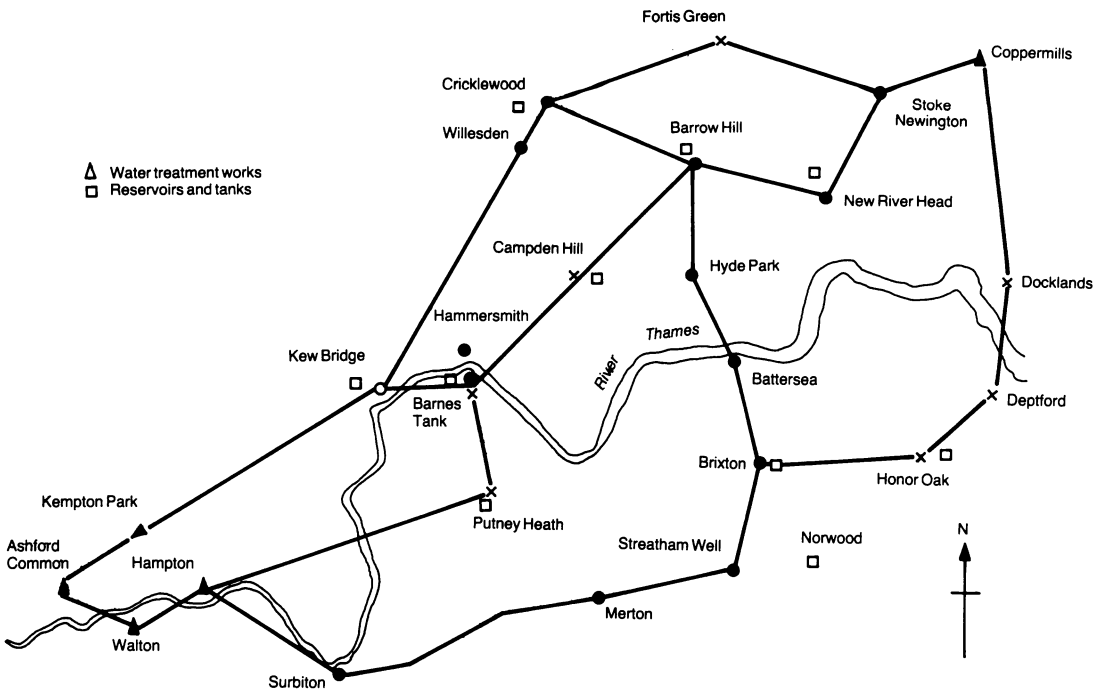 Fortis Green
Coppermills
Cricklewood
Stoke
Newington
Willesden
Barrow Hill
Water treatment works
Reservoirs and tanks
New River Head
Campden Hill
Hyde Park
Docklands
Hammersmith
River Thames
Kew Bridge
Battersea
Barnes
Tank
Deptford
Brixton
Honor Oak
Kempton Park
Putney Heath
N
Ashford
Common
Hampton
Streatham Well
Norwood
Merton
Walton
Surbiton